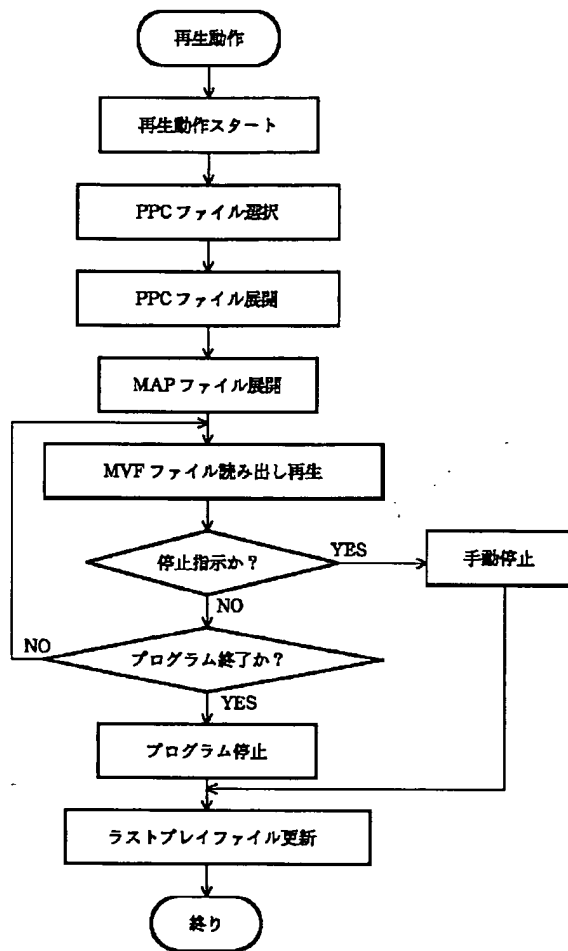 再生動作
再生動作スタート
PPCファイル選択
PPCファイル展開
MAPファイル展開
MVFファイル読み出し再生
停止指示か？
YES
手動停止
NO
プログラム終了か？
NO
YES
プログラム停止
ラストプレイファイル更新
終り